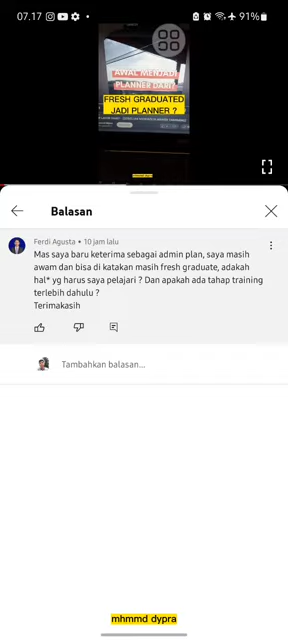 07.17
91%
AWAL MENJADI
PLANNER DARI
FRESH GRADUATED
JADI PLANNER ?
mhmmd dypra
Balasan
Ferdi Agusta • 10 jam lalu
Mas saya baru keterima sebagai admin plan, saya masih
awam dan bisa di katakan masih fresh graduate, adakah
hal* yg harus saya pelajari ? Dan apakah ada tahap training
terlebih dahulu ?
Terimakasih
Tambahkan balasan...
mhmmd dypra